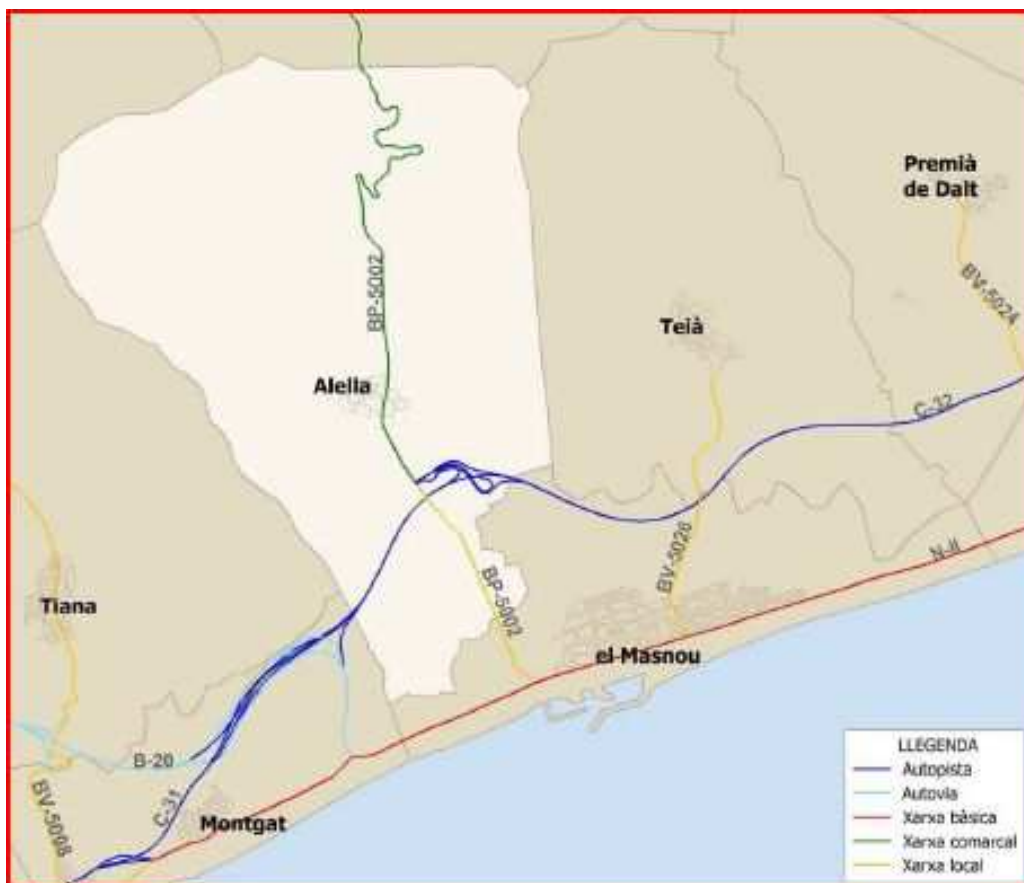 Premià
de Dalt
BP-5002
BV-5024
Teià
Alella
C-32
N-II
BV-5026
BP-5002
Tiana
el Masnou
B-20
C-31
BV-5008
Montgat
LLEGENDA
Autopista
Autovia
Xarxa bàsica
Xarxa comarcal
Xarxa local